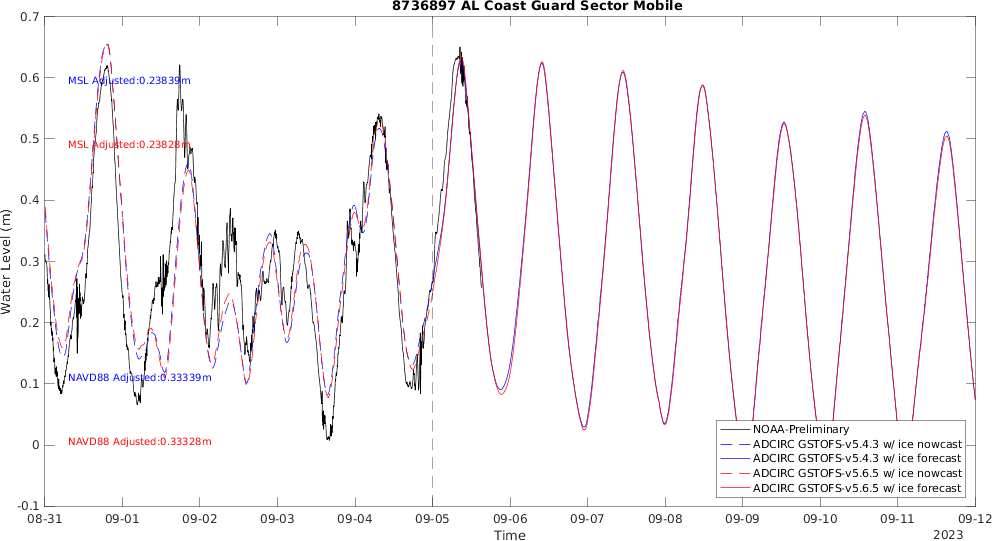 8736897 AL Coast Guard Sector Mobile
0.7
0.6
0.5
0.4
0.3
0.2
0.1
0
-0.1
Water Level (m)
MSL Adjusted:0.23839m
MSL Adjusted:0.23828m
NAVD88 Adjusted:0.33339m
NAVD88 Adjusted:0.33328m
NOAA-Preliminary
ADCIRC GSTOFS-v5.4.3 w/ ice nowcast
ADCIRC GSTOFS-v5.4.3 w/ ice forecast
ADCIRC GSTOFS-v5.6.5 w/ ice nowcast
ADCIRC GSTOFS-v5.6.5 w/ ice forecast
08-31 09-01 09-02 09-03 09-04 09-05 09-06 09-07 09-08 09-09 09-10 09-11 09-12
Time
2023